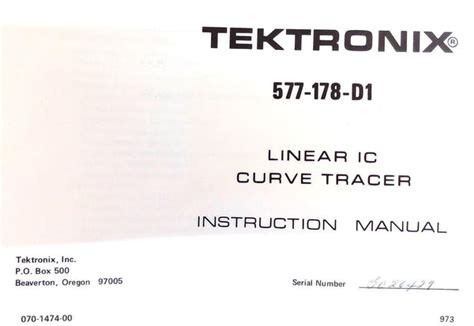 TEKTRONIX®
577-178-D1
LINEAR IC
CURVE TRACER
INSTRUCTION MANUAL
Tektronix, Inc.
P.O. Box 500
Beaverton, Oregon 97005
Serial Number
070-1474-00
973